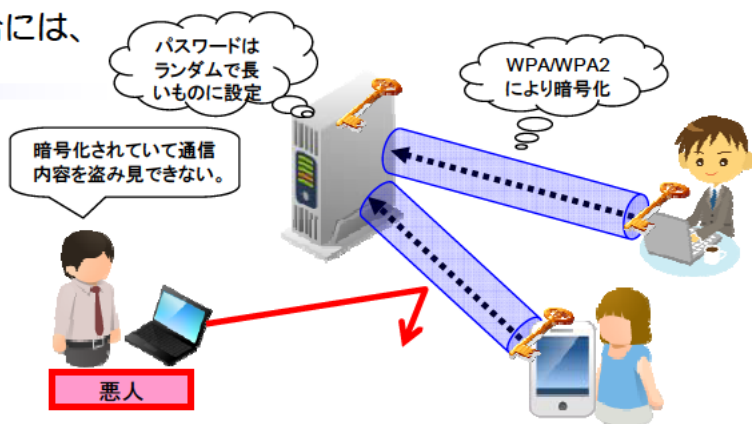 には、
パスワードは
ランダムで長
いものに設定
WPA/WPA2
により暗号化
暗号化されていて通信
内容を盗み見できない。
悪人